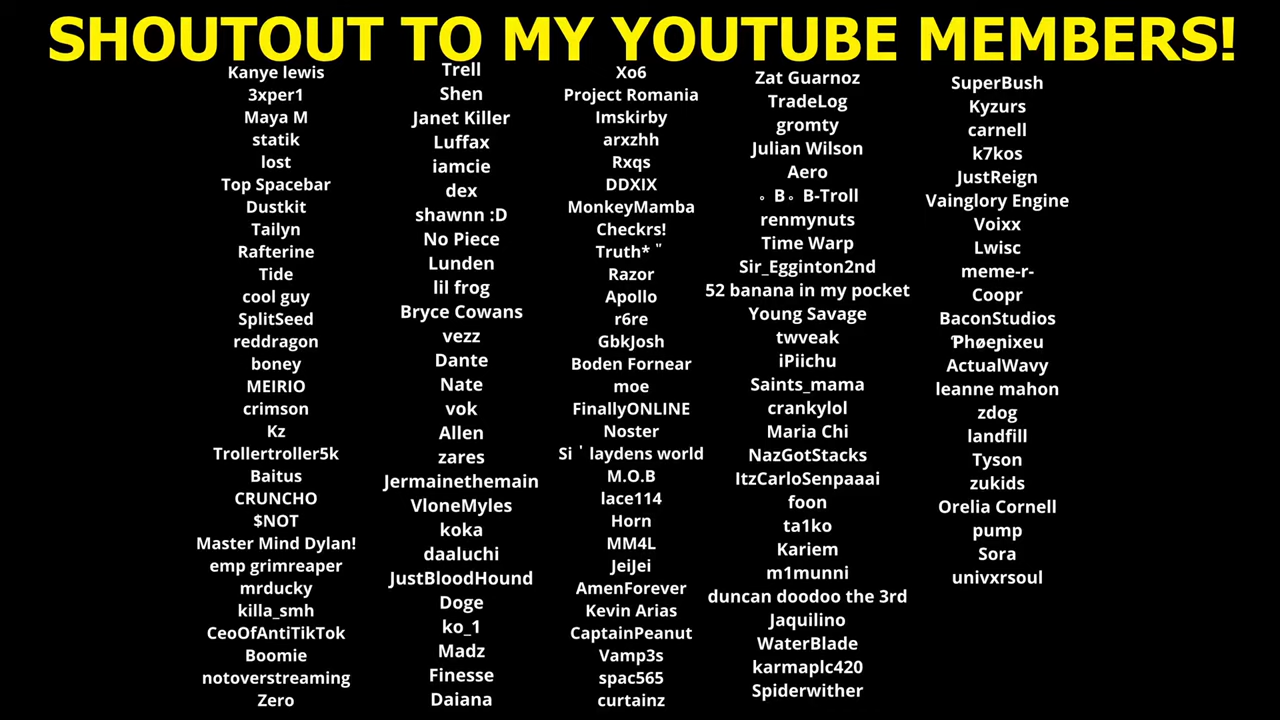 SHOUTOUT TO MY YOUTUBE MEMBERS!
Kanye lewis
3xper1
Maya M
statik
lost
Top Spacebar
Dustkit
Tailyn
Rafterine
Tide
cool guy
SplitSeed
reddragon
boney
MEIRIO
crimson
Kz
Trollertroller5k
Baitus
CRUNCHO
$NOT
Master Mind Dylan!
emp grimreaper
mrducky
killa_smh
CeoOfAntiTikTok
Boomie
notoverstreaming
Zero
Trell
Shen
Janet Killer
Luffax
iamcie
dex
shawnn :D
No Piece
Lunden
lil frog
Bryce Cowans
vezz
Dante
Nate
vok
Allen
zares
Jermainethemain
VloneMyles
koka
daaluchi
JustBloodHound
Doge
ko_1
Madz
Finesse
Daiana
Xo6
Project Romania
Imskirby
arxzhh
Rxqs
DDXIX
MonkeyMamba
Checkrs!
Truth* "
Razor
Apollo
r6re
GbkJosh
Boden Fornear
moe
FinallyONLINE
Noster
Si ' laydens world
M.O.B
lace114
Horn
MM4L
JeiJei
AmenForever
Kevin Arias
CaptainPeanut
Vamp3s
spac565
curtainz
Zat Guarnoz
TradeLog
gromty
Julian Wilson
Aero
。B。B-Troll
renmynuts
Time Warp
Sir_Egginton2nd
52 banana in my pocket
Young Savage
twveak
iPiichu
Saints_mama
crankylol
Maria Chi
NazGotStacks
ItzCarloSenpaaai
foon
ta1ko
Kariem
m1munni
duncan doodoo the 3rd
Jaquilino
WaterBlade
karmaplc420
Spiderwither
SuperBush
Kyzurs
carnell
k7kos
JustReign
Vainglory Engine
Voixx
Lwisc
meme-r-
Coopr
BaconStudios
Ƥhøeɲixeu
ActualWavy
leanne mahon
zdog
landfill
Tyson
zukids
Orelia Cornell
pump
Sora
univxrsoul